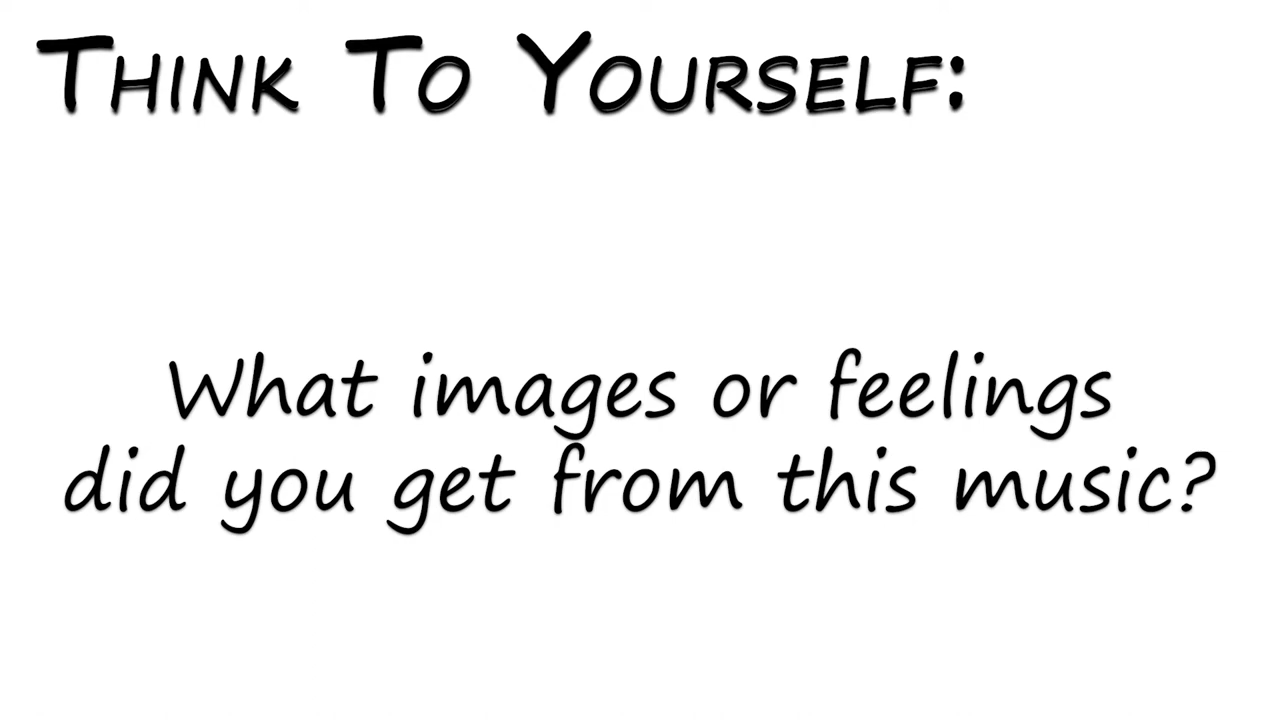 THINK TO YOURSELF:
What images or feelings
did you get from this music?